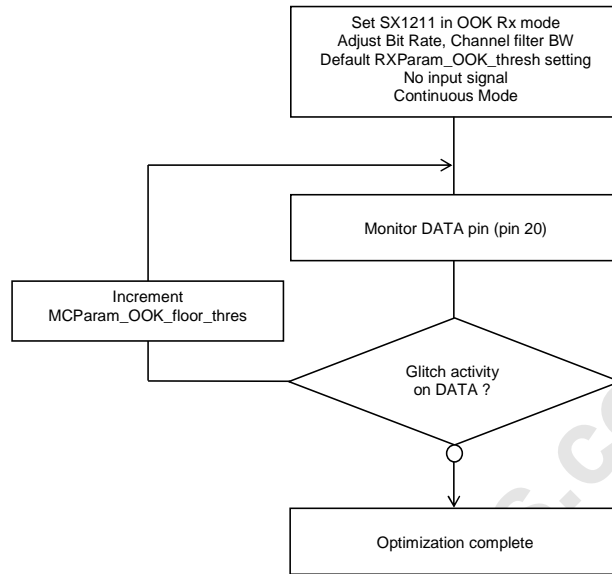 Set SX1211 in OOK Rx mode
Adjust Bit Rate, Channel filter BW
Default RXParam_OOK_thresh setting
No input signal
Continuous Mode
Monitor DATA pin (pin 20)
Increment
MCParam_OOK_floor_thres
Glitch activity
on DATA ?
Optimization complete